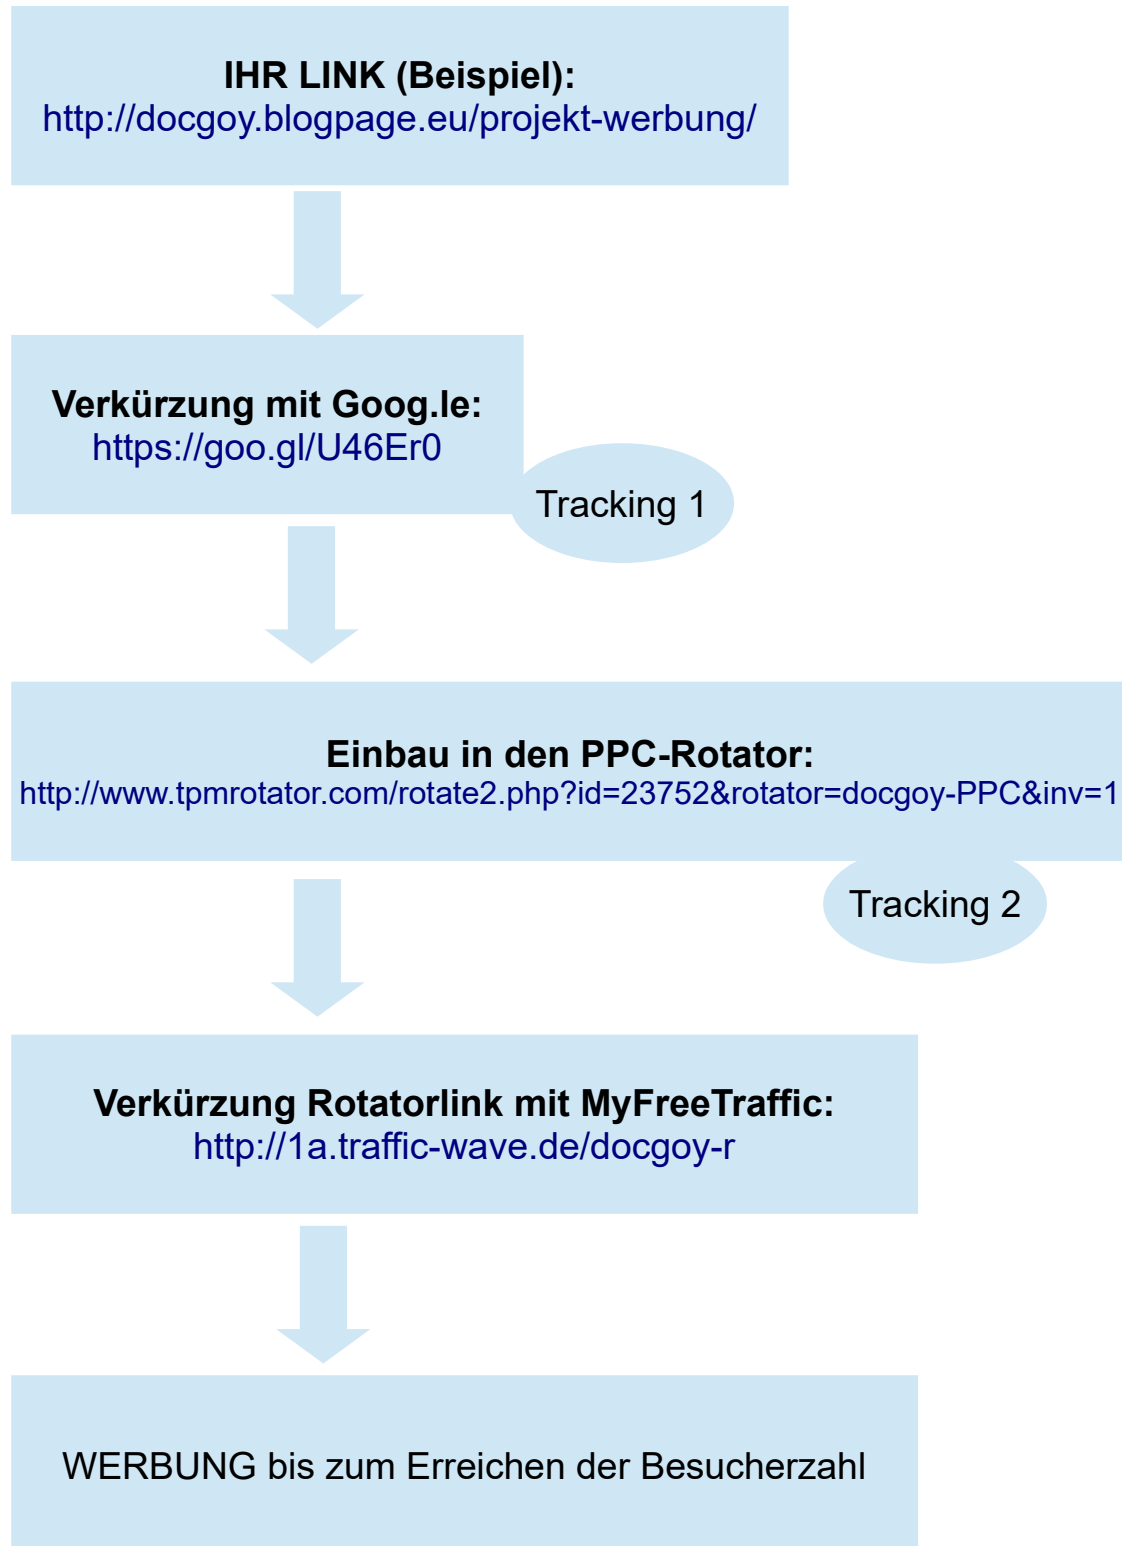 IHR LINK (Beispiel):
http://docgoy.blogpage.eu/projekt-werbung/
Verkürzung mit Goog.le:
https://goo.gl/U46Er0
Tracking 1
Einbau in den PPC-Rotator:
http://www.tpmrotator.com/rotate2.php?id=23752&rotator=docgoy-PPC&inv=1
Tracking 2
Verkürzung Rotatorlink mit MyFreeTraffic:
http://1a.traffic-wave.de/docgoy-r
WERBUNG bis zum Erreichen der Besucherzahl